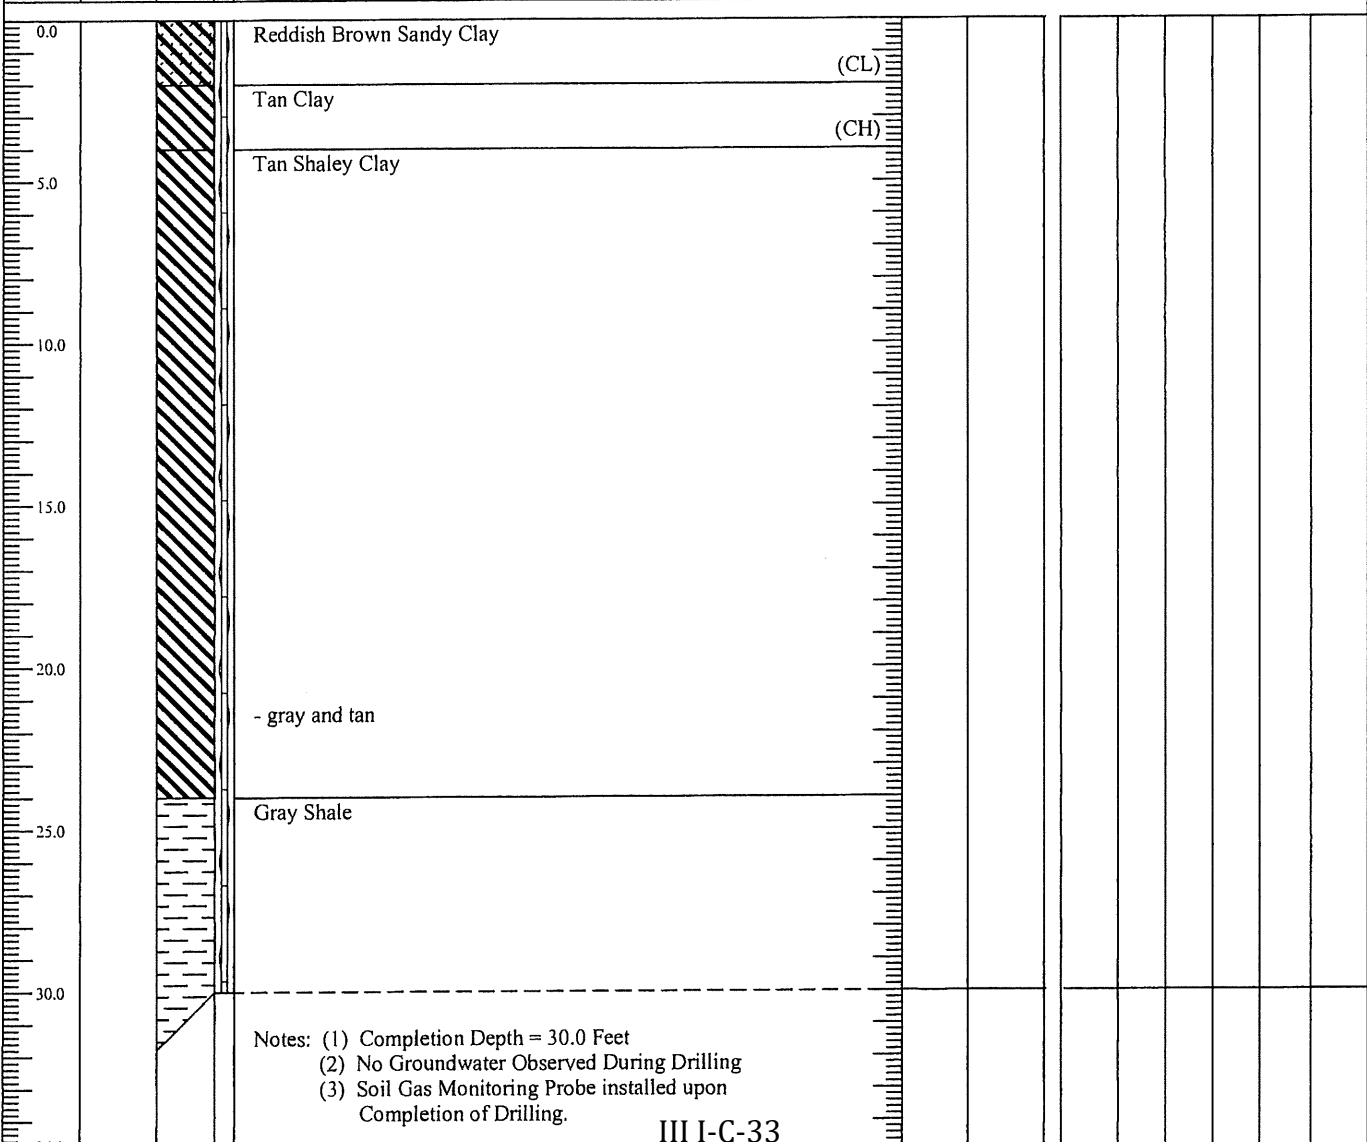 0.0
Reddish Brown Sandy Clay
(CL)
Tan Clay
(CH)
Tan Shaley Clay
5.0
10.0
15.0
20.0
- gray and tan
Gray Shale
25.0
30.0
Notes: (1) Completion Depth = 30.0 Feet
(2) No Groundwater Observed During Drilling
(3) Soil Gas Monitoring Probe installed upon
Completion of Drilling.
III I-C-33